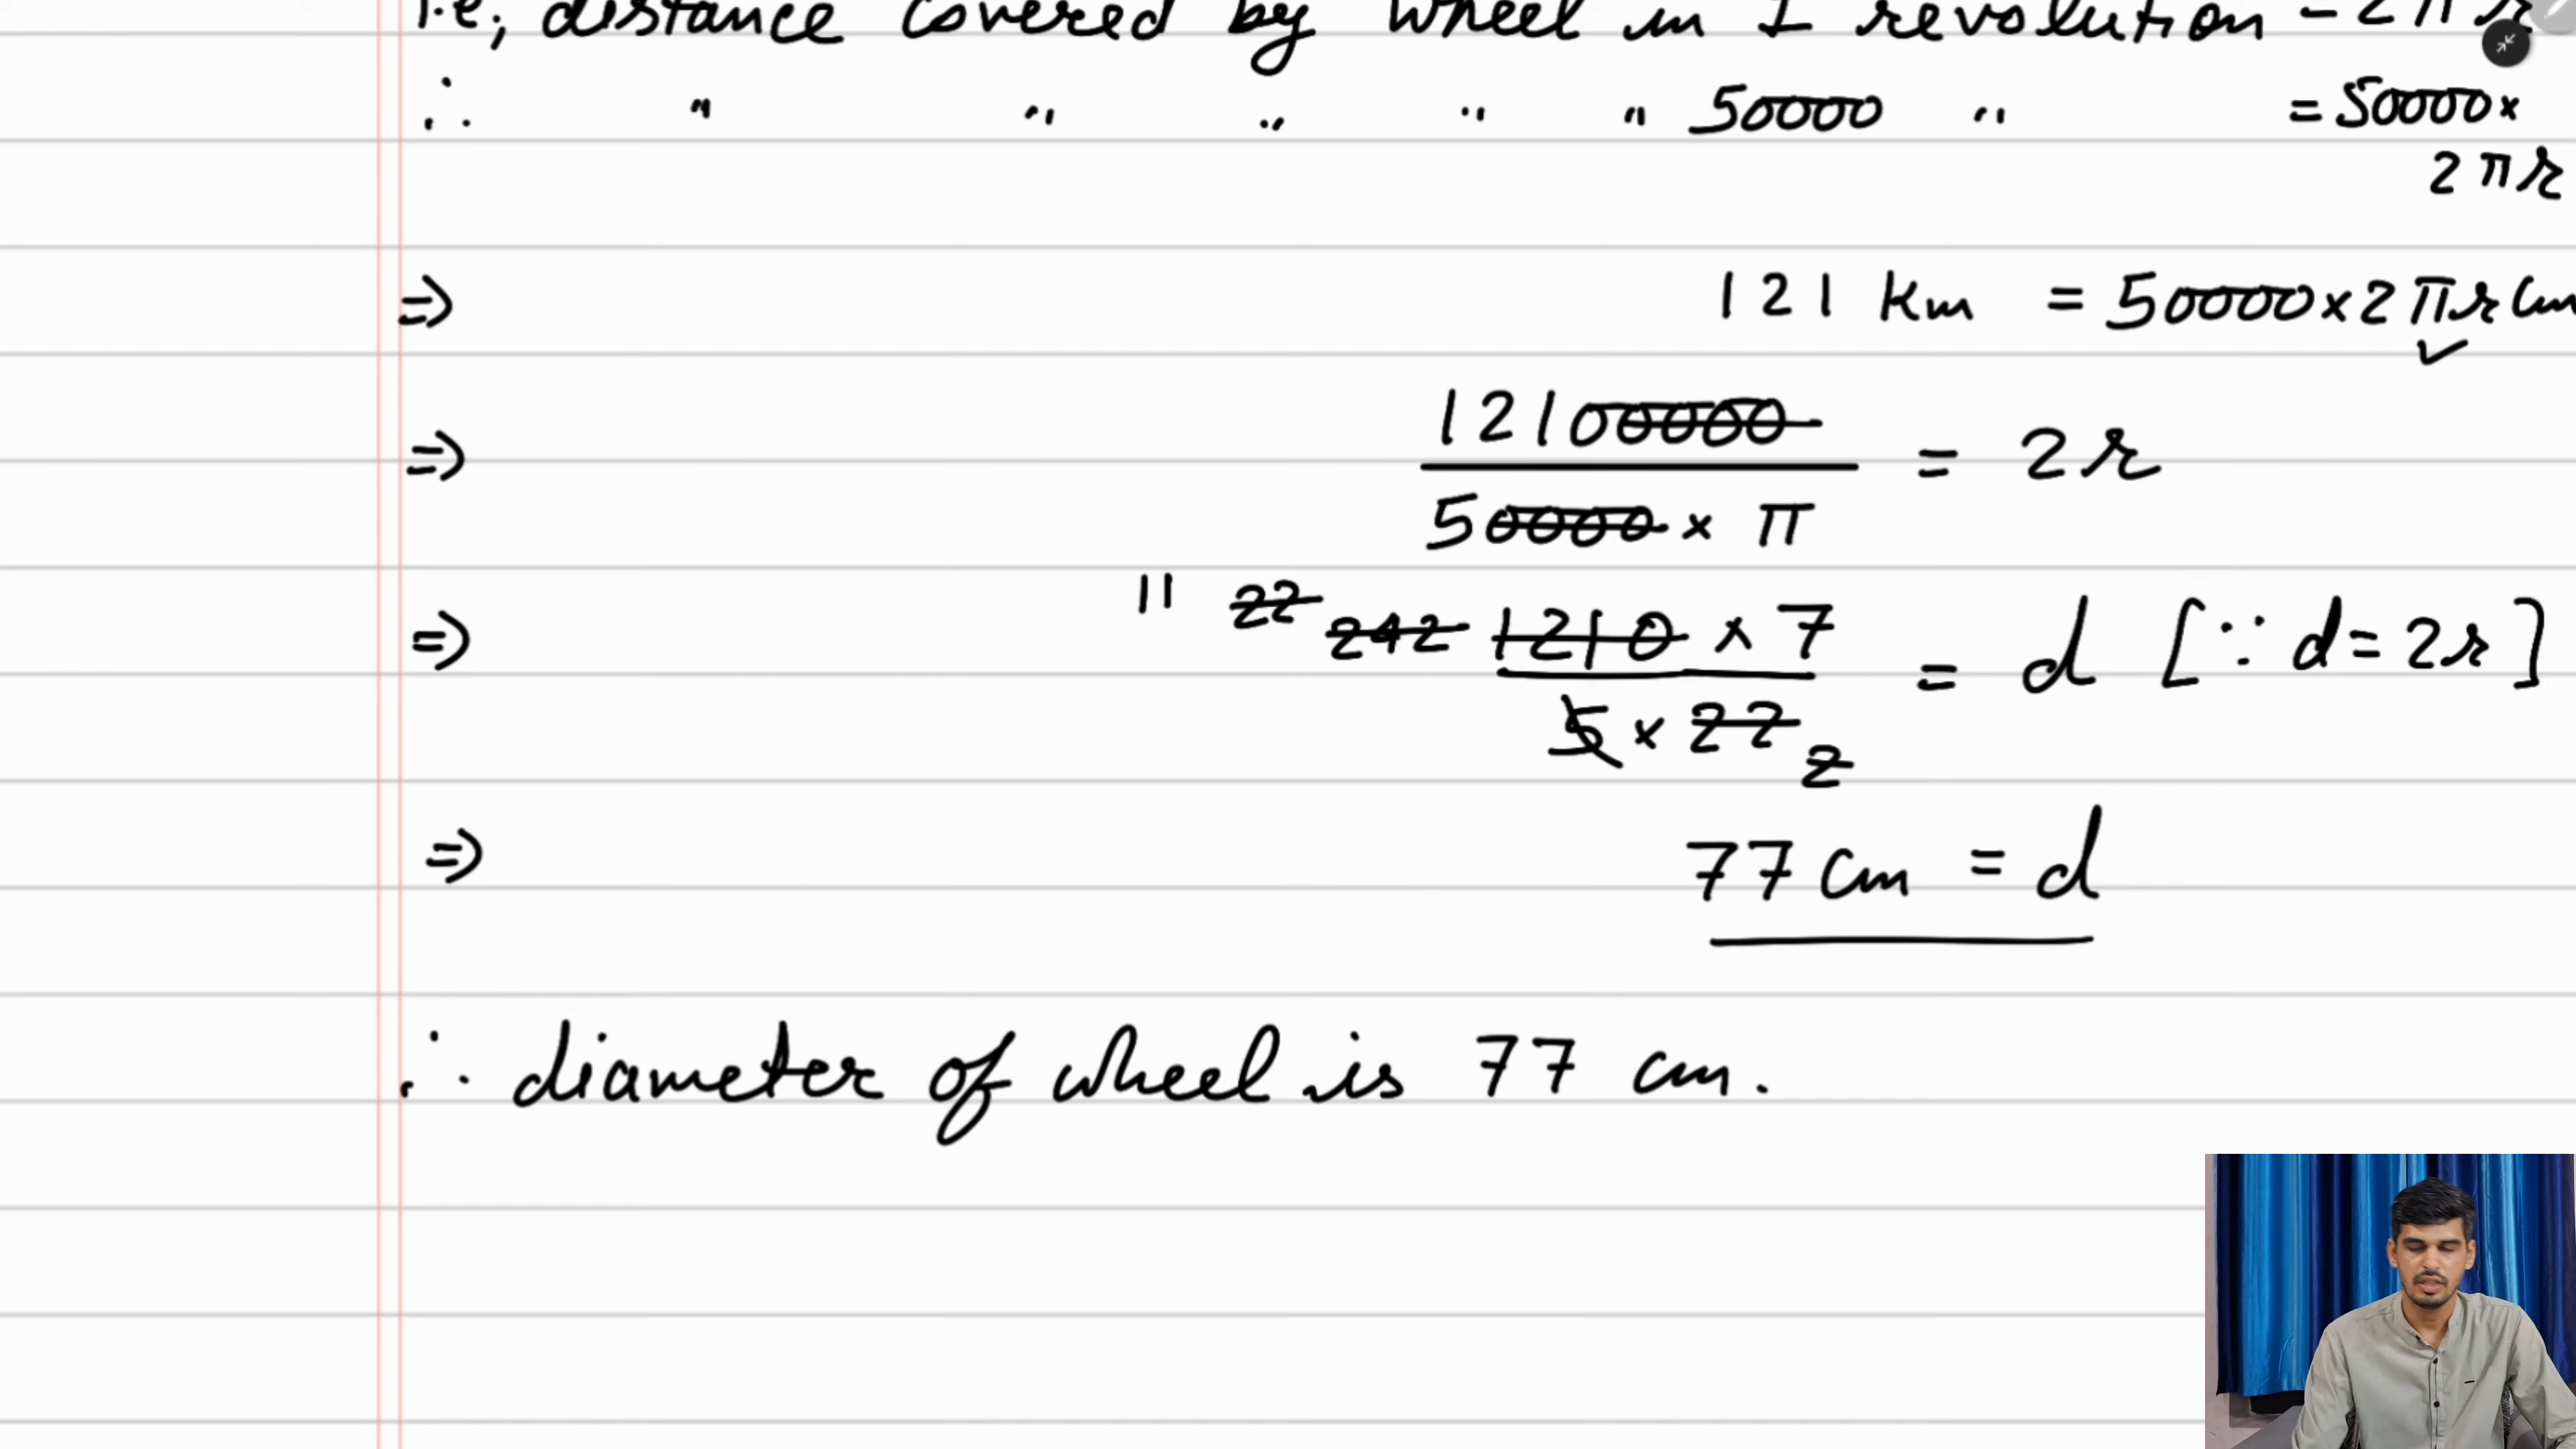 i.e, distance covered by wheel in 1 revolution = 2πr
∴ " " " " " 50000 " = 50000 ×
2πr
⇒ 121 km = 50000 × 2πr cm
✓
⇒ 12100000 / 50000 × π = 2r
⇒ 11 22 242 1210 × 7 / 5 × 22 2 = d [∵ d = 2r]
⇒ 77 cm = d
∴ diameter of wheel is 77 cm.